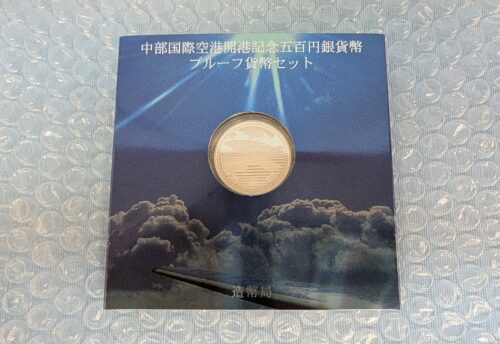 中部国際空港開港記念五百円銀貨幣
プルーフ貨幣セット
造幣局